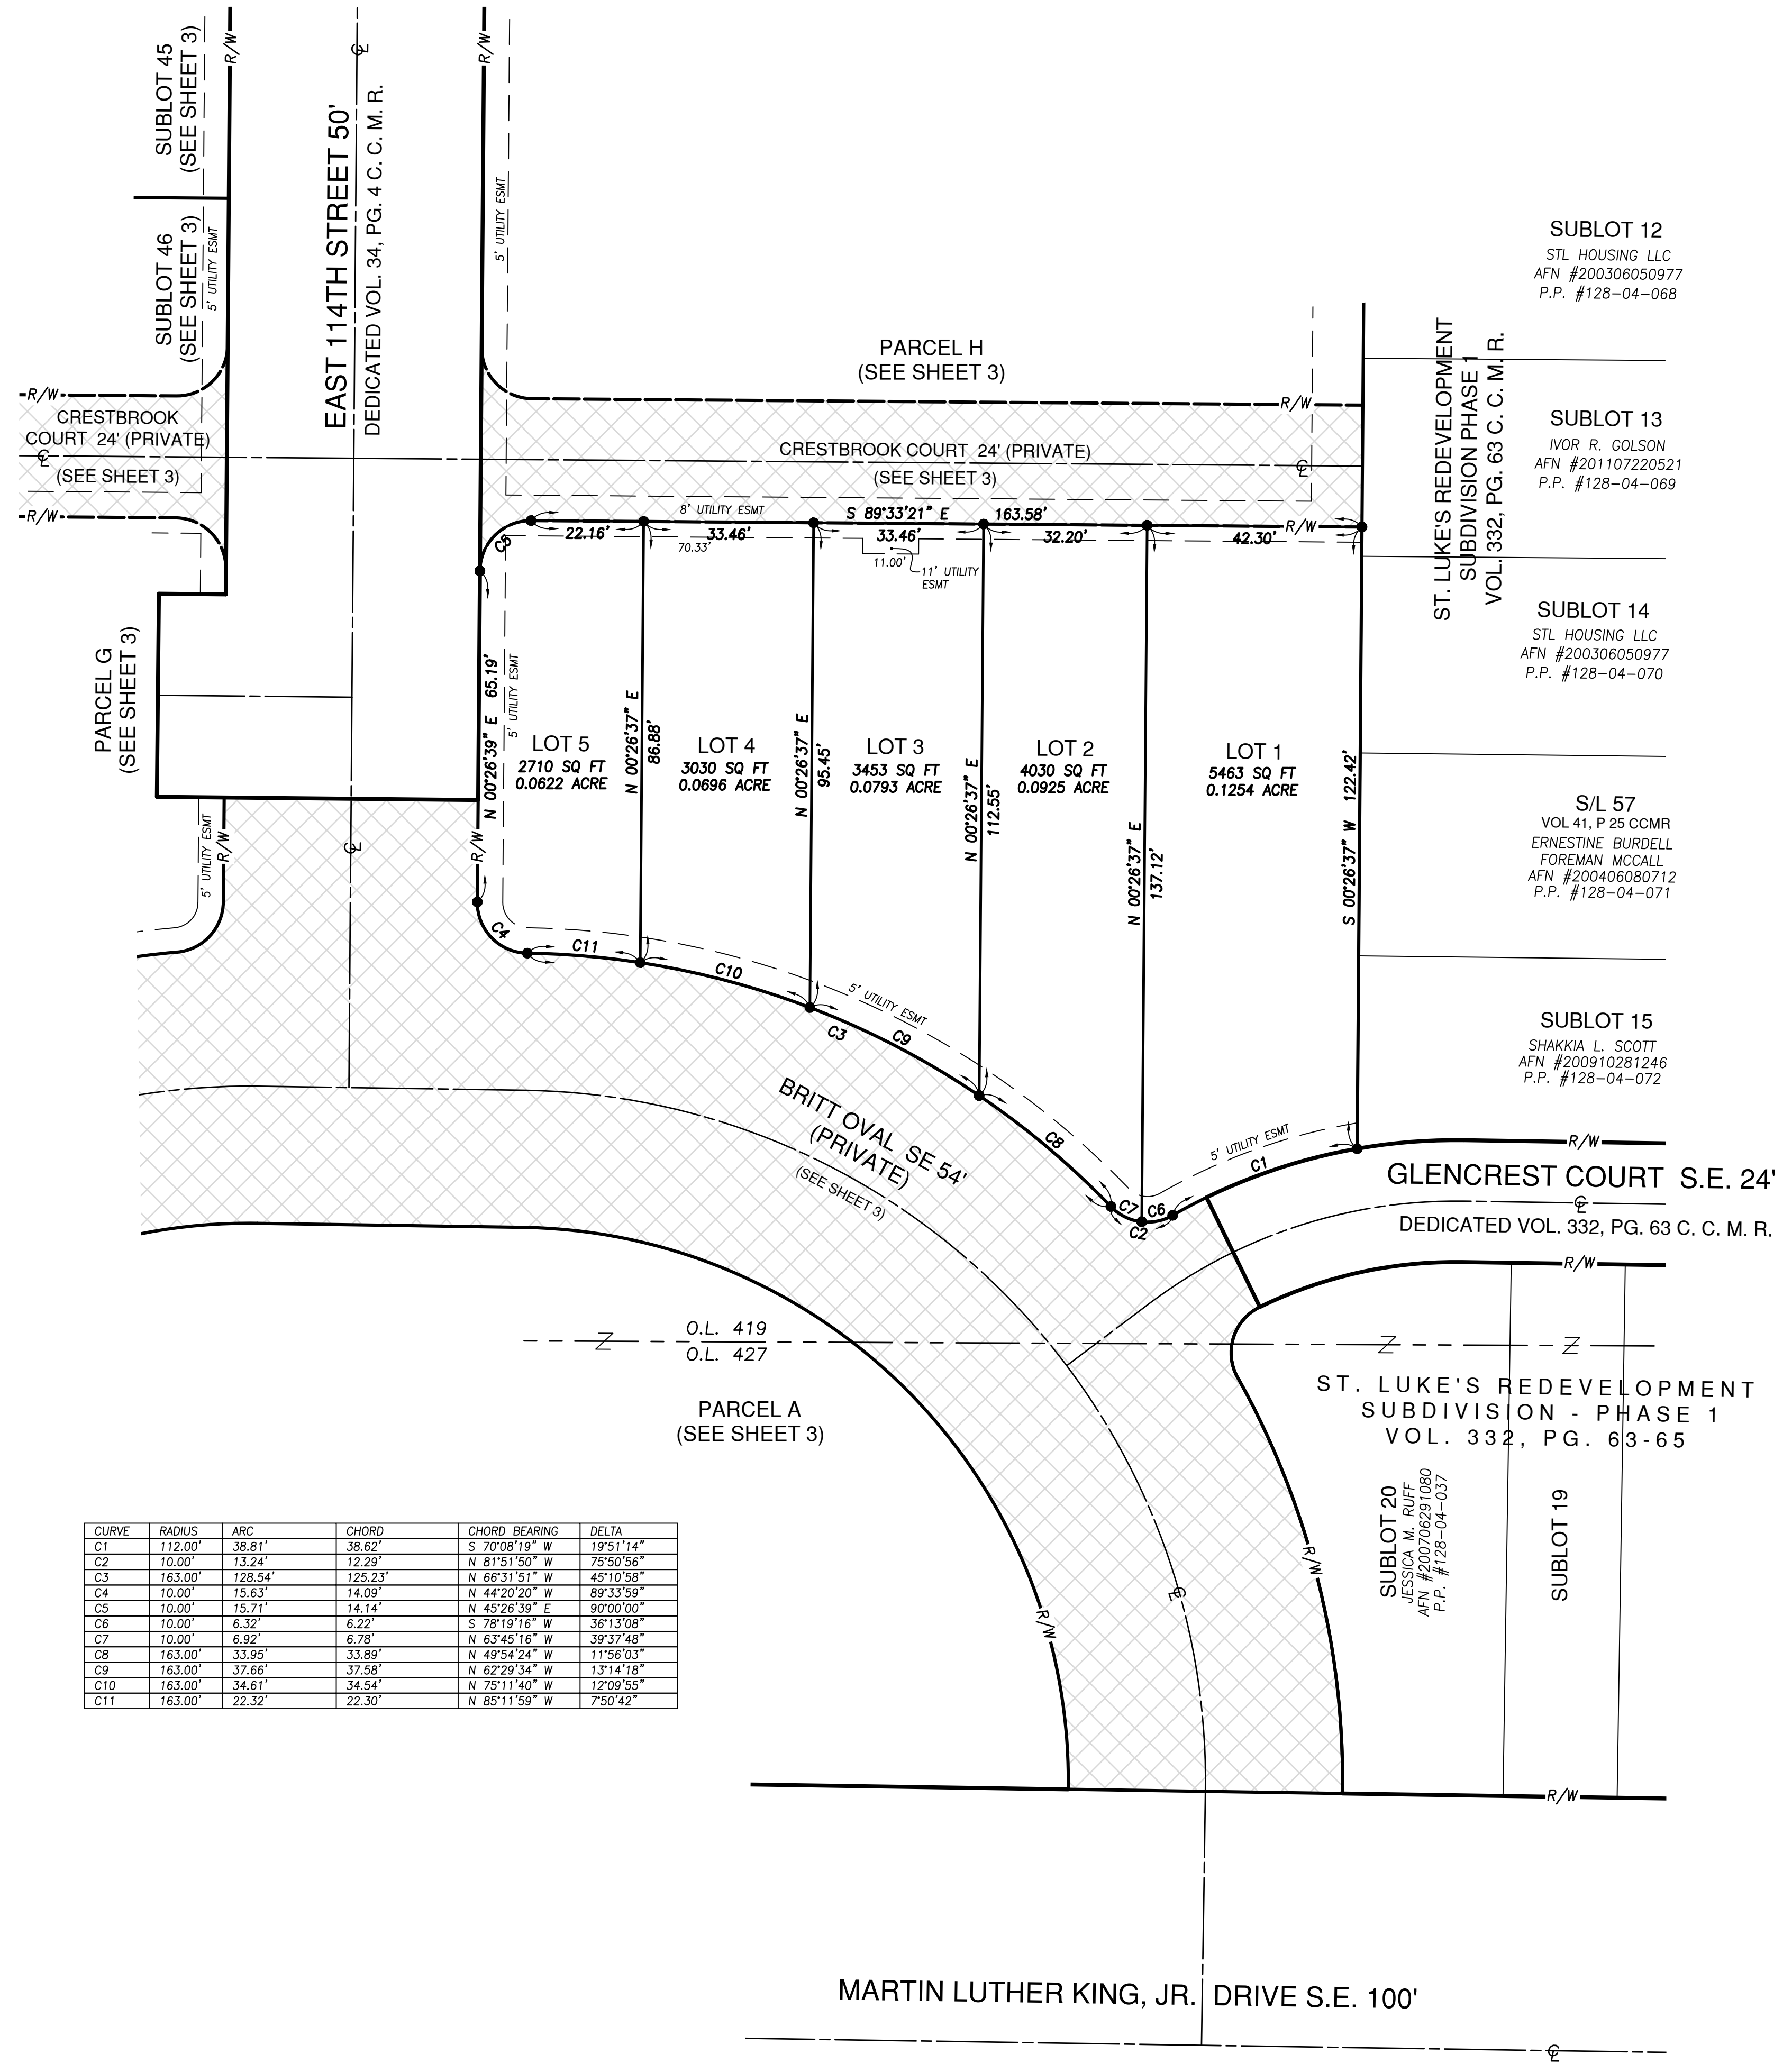 SUBLOT 45
(SEE SHEET 3)
SUBLOT 46
(SEE SHEET 3)
5' UTILITY ESMT
R/W
EAST 114TH STREET 50'
DEDICATED VOL. 34, PG. 4 C. C. M. R.
R/W
5' UTILITY ESMT
SUBLOT 12
STL HOUSING LLC
AFN #200306050977
P.P. #128-04-068
PARCEL H
(SEE SHEET 3)
ST. LUKE'S REDEVELOPMENT
SUBDIVISION PHASE 1
VOL. 332, PG. 63 C. C. M. R.
R/W
CRESTBROOK
COURT 24' (PRIVATE)
(SEE SHEET 3)
R/W
R/W
CRESTBROOK COURT 24' (PRIVATE)
(SEE SHEET 3)
SUBLOT 13
IVOR R. GOLSON
AFN #201107220521
P.P. #128-04-069
8' UTILITY ESMT
S 89°33'21" E 163.58'
R/W
C5
22.16'
33.46'
33.46'
32.20'
42.30'
70.33'
11.00'
11' UTILITY
ESMT
SUBLOT 14
STL HOUSING LLC
AFN #200306050977
P.P. #128-04-070
PARCEL G
(SEE SHEET 3)
N 00°26'39" E 65.19'
5' UTILITY ESMT
LOT 5
2710 SQ FT
0.0622 ACRE
N 00°26'37" E
86.88'
LOT 4
3030 SQ FT
0.0696 ACRE
N 00°26'37" E
95.45'
LOT 3
3453 SQ FT
0.0793 ACRE
N 00°26'37" E
112.55'
LOT 2
4030 SQ FT
0.0925 ACRE
N 00°26'37" E
137.12'
LOT 1
5463 SQ FT
0.1254 ACRE
S 00°26'37" W 122.42'
S/L 57
VOL 41, P 25 CCMR
ERNESTINE BURDELL
FOREMAN MCCALL
AFN #200406080712
P.P. #128-04-071
5' UTILITY ESMT
R/W
R/W
C4
C11
C10
C3
C9
5' UTILITY ESMT
C8
C7
C6
C2
C1
5' UTILITY ESMT
SUBLOT 15
SHAKKIA L. SCOTT
AFN #200910281246
P.P. #128-04-072
BRITT OVAL SE 54'
(PRIVATE)
(SEE SHEET 3)
R/W
GLENCREST COURT S.E. 24'
DEDICATED VOL. 332, PG. 63 C. C. M. R.
R/W
O.L. 419
O.L. 427
PARCEL A
(SEE SHEET 3)
ST. LUKE'S REDEVELOPMENT
SUBDIVISION - PHASE 1
VOL. 332, PG. 63-65
SUBLOT 20
JESSICA M. RUFF
AFN #200706291080
P.P. #128-04-037
SUBLOT 19
R/W
R/W
R/W
CURVE RADIUS ARC CHORD CHORD BEARING DELTA
C1 112.00' 38.81' 38.62' S 70°08'19" W 19°51'14"
C2 10.00' 13.24' 12.29' N 81°51'50" W 75°50'56"
C3 163.00' 128.54' 125.23' N 66°31'51" W 45°10'58"
C4 10.00' 15.63' 14.09' N 44°20'20" W 89°33'59"
C5 10.00' 15.71' 14.14' N 45°26'39" E 90°00'00"
C6 10.00' 6.32' 6.22' S 78°19'16" W 36°13'08"
C7 10.00' 6.92' 6.78' N 63°45'16" W 39°37'48"
C8 163.00' 33.95' 33.89' N 49°54'24" W 11°56'03"
C9 163.00' 37.66' 37.58' N 62°29'34" W 13°14'18"
C10 163.00' 34.61' 34.54' N 75°11'40" W 12°09'55"
C11 163.00' 22.32' 22.30' N 85°11'59" W 7°50'42"
MARTIN LUTHER KING, JR. DRIVE S.E. 100'